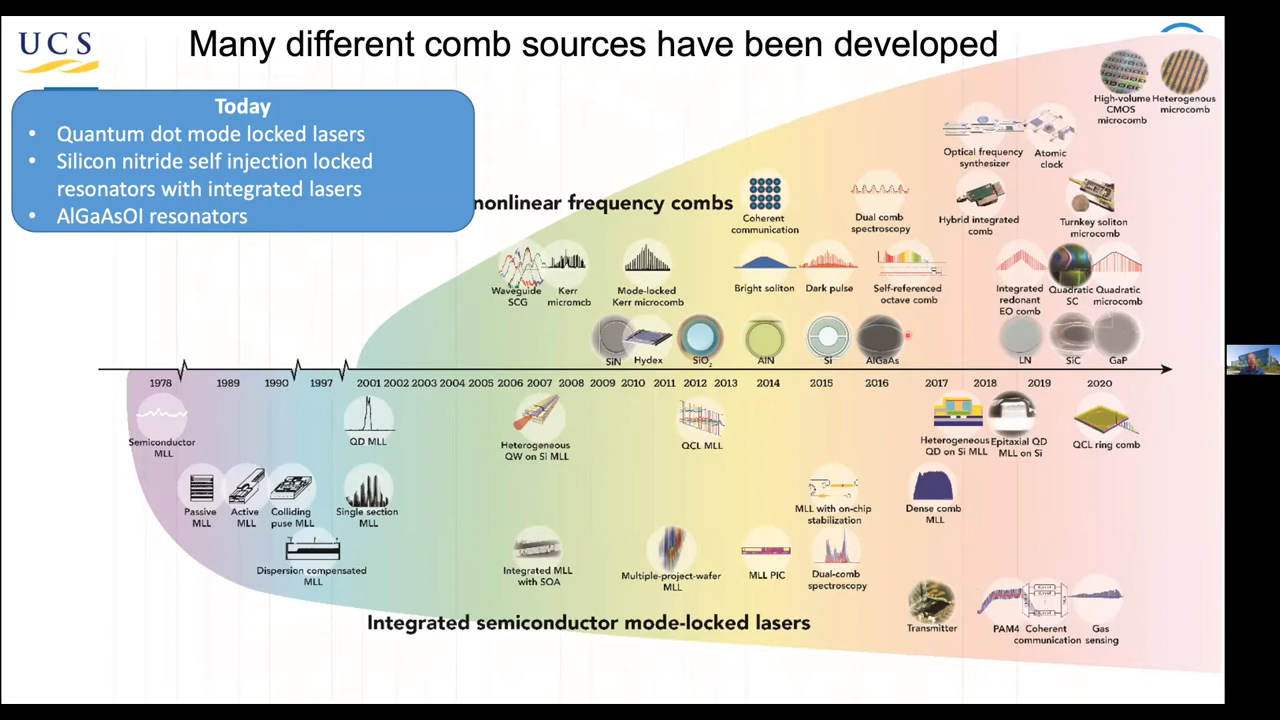 UCS
Many different comb sources have been developed
Today
• Quantum dot mode locked lasers
• Silicon nitride self injection locked
resonators with integrated lasers
• AlGaAsOI resonators
nonlinear frequency combs
High-volume
CMOS
microcomb
Heterogenous
microcomb
Optical frequency
synthesizer
Atomic
clock
Coherent
communication
Dual comb
spectroscopy
Hybrid integrated
comb
Turnkey soliton
microcomb
Waveguide
SCG
Kerr
micromcb
Mode-locked
Kerr microcomb
Bright soliton
Dark pulse
Self-referenced
octave comb
Integrated
redonant
EO comb
Quadratic
SC
Quadratic
microcomb
SiN
Hydex
SiO2
AlN
Si
AlGaAs
LN
SiC
GaP
1978 1989 1990 1997 2001 2002 2003 2004 2005 2006 2007 2008 2009 2010 2011 2012 2013 2014 2015 2016 2017 2018 2019 2020
Semiconductor
MLL
QD MLL
Heterogeneous
QW on Si MLL
QCL MLL
Heterogeneous
QD on Si MLL
Epitaxial QD
MLL on Si
QCL ring comb
Passive
MLL
Active
MLL
Colliding
puse MLL
Single section
MLL
MLL with on-chip
stabilization
Dense comb
MLL
Dispersion compensated
MLL
Integrated MLL
with SOA
Multiple-project-wafer
MLL
MLL PIC
Dual-comb
spectroscopy
Transmitter
PAM4
Coherent
communication
Gas
sensing
Integrated semiconductor mode-locked lasers